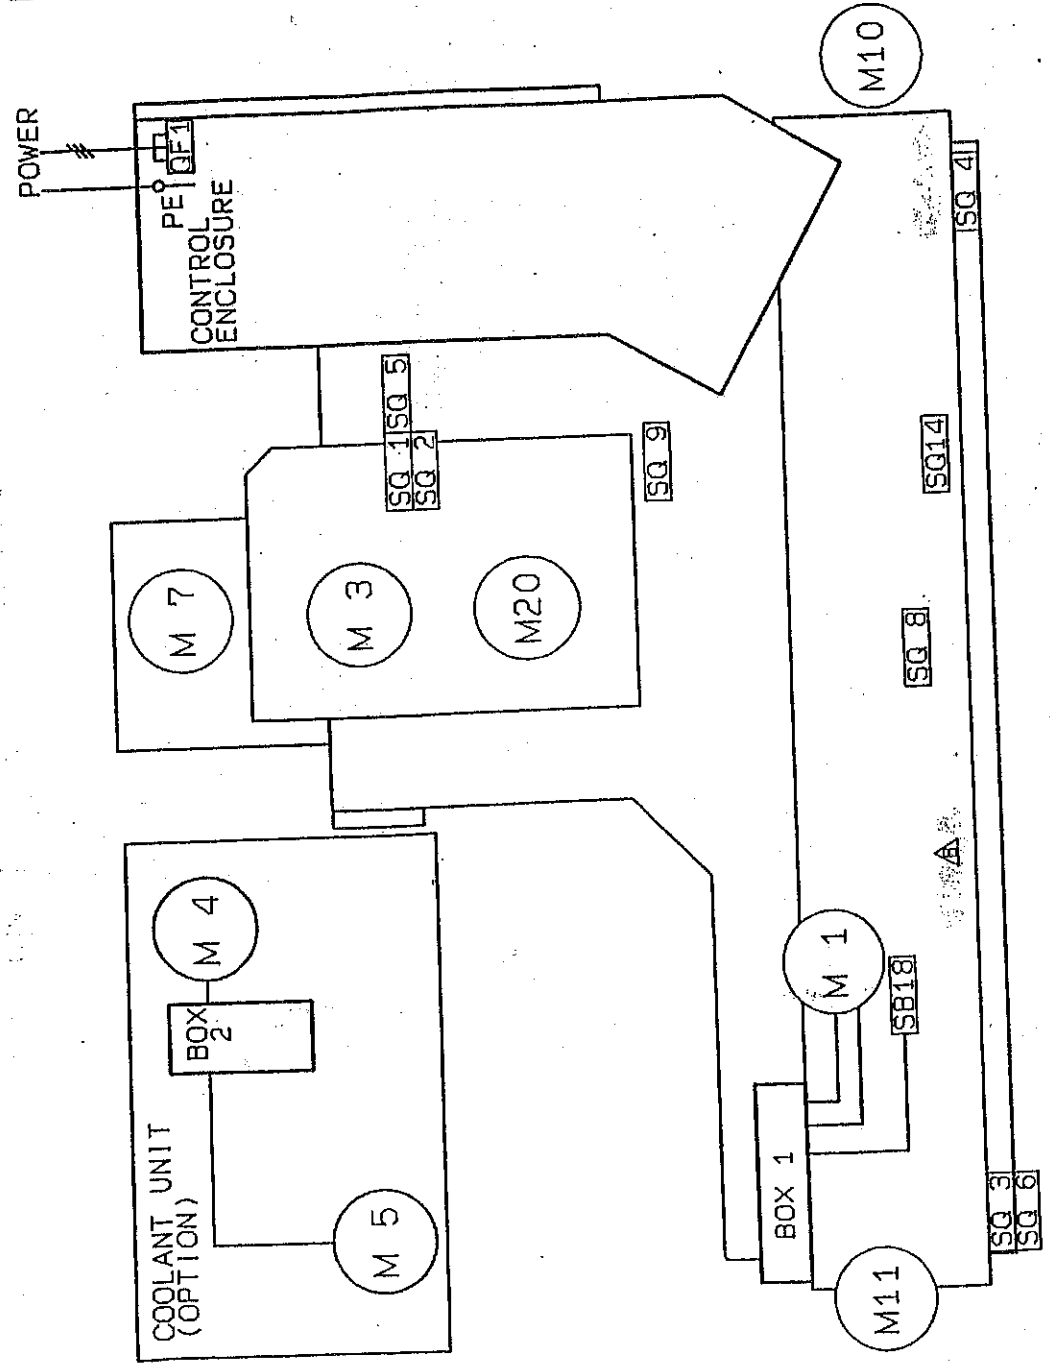 COOLANT UNIT
(OPTION)
M 5
BOX
2
M 4
M 7
M 3
M20
SQ 1
SQ 2
SQ 5
SQ 9
POWER
PE
QF1
CONTROL
ENCLOSURE
M10
M11
BOX 1
M 1
SB18
SQ 8
SQ14
SQ 4
SQ 3
SQ 6